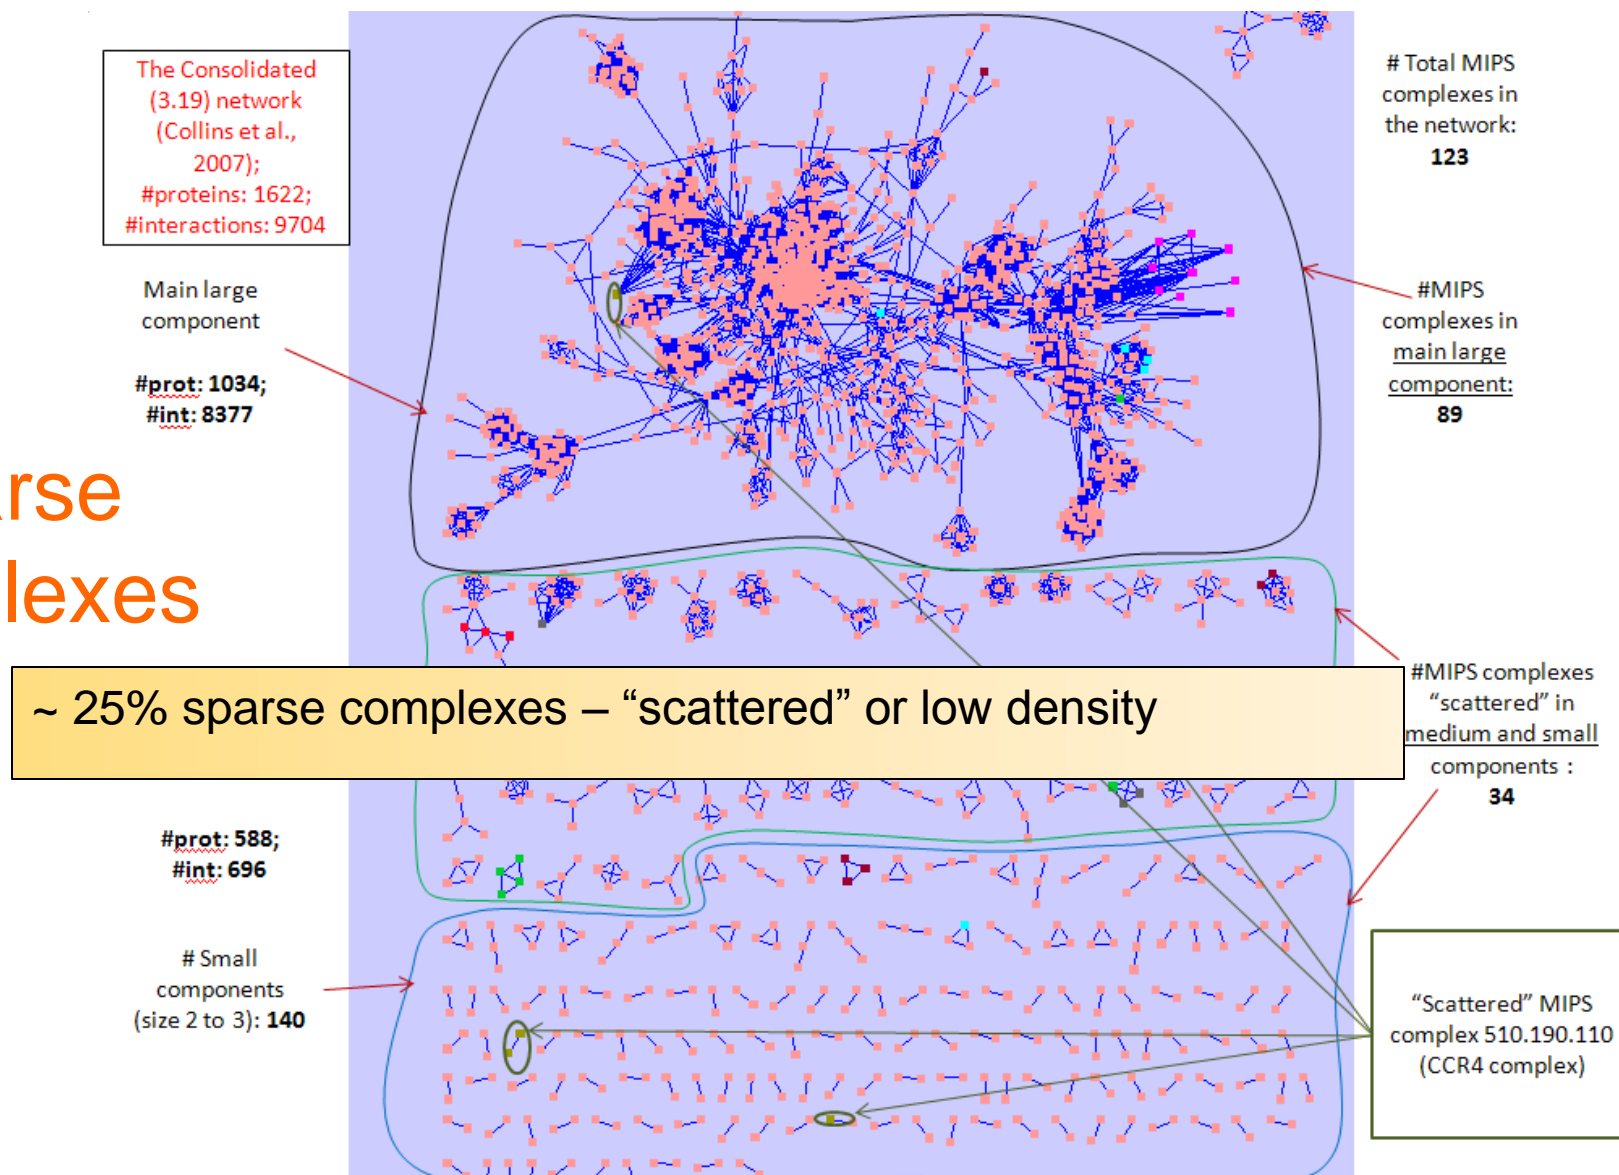 The Consolidated
(3.19) network
(Collins et al.,
2007);
#proteins: 1622;
#interactions: 9704
Main large
component
#prot: 1034;
#int: 8377
# Total MIPS
complexes in
the network:
123
#MIPS
complexes in
main large
component:
89
rse
lexes
~ 25% sparse complexes – “scattered” or low density
#MIPS complexes
“scattered” in
medium and small
components :
34
#prot: 588;
#int: 696
# Small
components
(size 2 to 3): 140
“Scattered” MIPS
complex 510.190.110
(CCR4 complex)